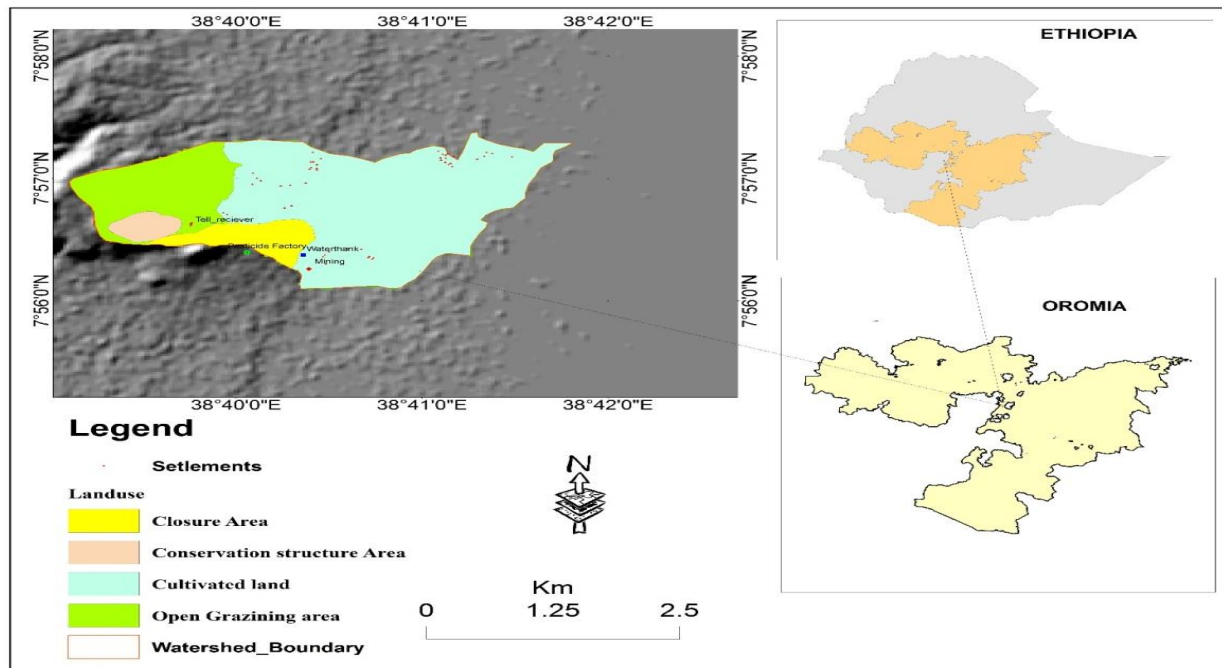 38°40'0"E 38°41'0"E 38°42'0"E
7°58'0"N
7°57'0"N
7°56'0"N
7°58'0"N
7°57'0"N
7°56'0"N
Tell_reciever
Pesticide Factory
Waterthank-
Mining
38°40'0"E 38°41'0"E 38°42'0"E
ETHIOPIA
OROMIA
Legend
Setlements
Landuse
Closure Area
Conservation structure Area
Cultivated land
Open Grazining area
Watershed_Boundary
N
Km
0 1.25 2.5